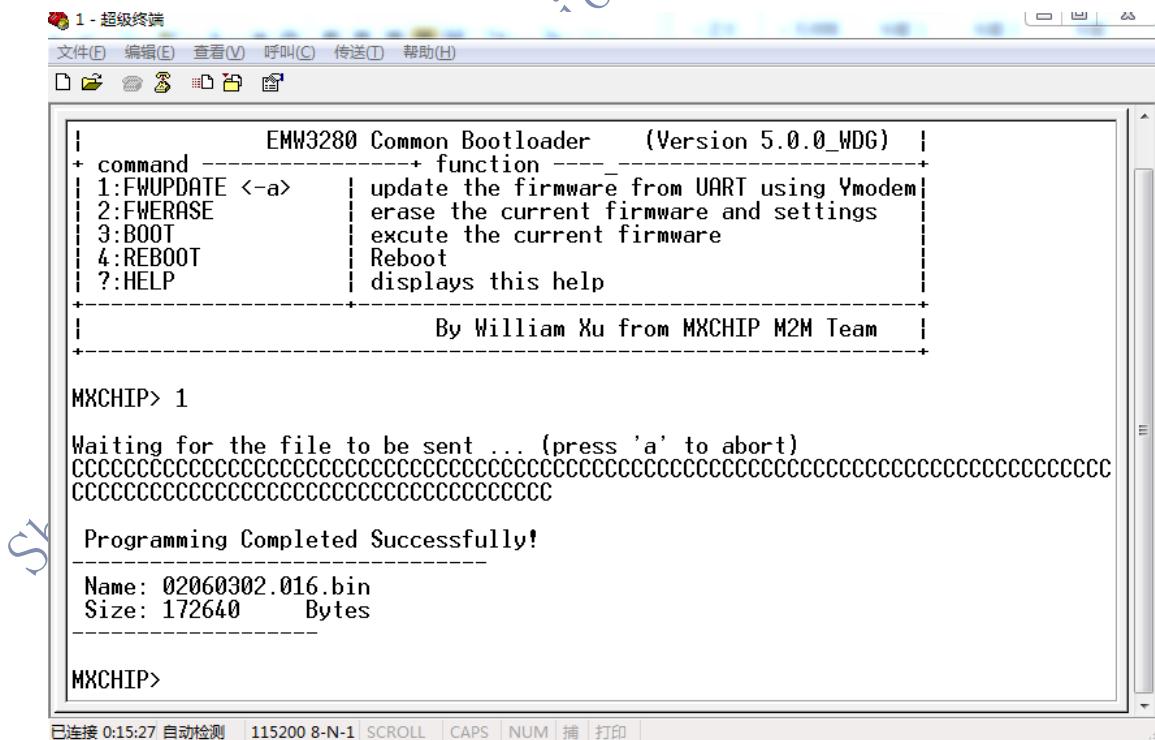 1 - 超级终端
文件(F) 编辑(E) 查看(V) 呼叫(C) 传送(T) 帮助(H)
| EMW3280 Common Bootloader (Version 5.0.0_WDG) |
+ command -----------------+ function ----_-----------------------+
| 1:FWUPDATE <-a> | update the firmware from UART using Ymodem|
| 2:FWERASE | erase the current firmware and settings |
| 3:BOOT | excute the current firmware |
| 4:REBOOT | Reboot |
| ?:HELP | displays this help |
+--------------------+-------------------------------------------+
| By William Xu from MXCHIP M2M Team |
+----------------------------------------------------------------+
MXCHIP> 1
Waiting for the file to be sent ... (press 'a' to abort)
CCCCCCCCCCCCCCCCCCCCCCCCCCCCCCCCCCCCCCCCCCCCCCCCCCCCCCCCCCCCCCCCCCCCCCCCCCCCCCCC
CCCCCCCCCCCCCCCCCCCCCCCCCCCCCCCCCCCCC
Programming Completed Successfully!
--------------------------------
Name: 02060302.016.bin
Size: 172640 Bytes
-------------------
MXCHIP>
已连接 0:15:27 自动检测 115200 8-N-1 SCROLL CAPS NUM 捕 打印